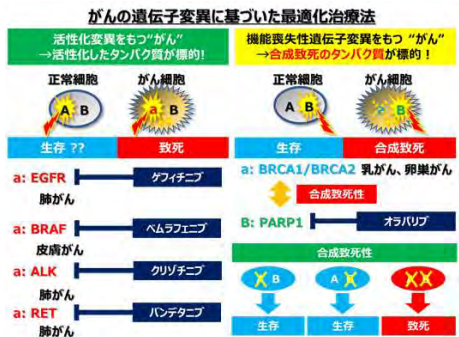 がんの遺伝子変異に基づいた最適化治療法
活性化変異をもつ“がん”
→活性化したタンパク質が標的!
正常細胞
がん細胞
A B
a B
生存 ??
致死
a: EGFR
ゲフィチニブ
肺がん
a: BRAF
ベムラフェニブ
皮膚がん
a: ALK
クリゾチニブ
肺がん
a: RET
バンデタニブ
肺がん
機能喪失性遺伝子変異をもつ “がん”
→合成致死のタンパク質が標的!
正常細胞
がん細胞
A B
a B
生存
致死
a: BRCA1/BRCA2 乳がん、卵巣がん
合成致死性
B: PARP1
オラパリブ
合成致死性
X B
A X
X X
生存
生存
致死